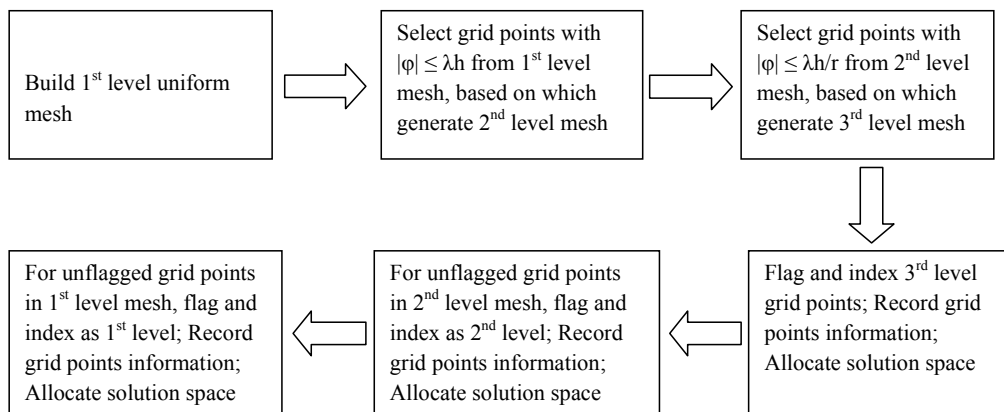 Build 1st level uniform
mesh
Select grid points with
|φ| ≤ λh from 1st level
mesh, based on which
generate 2nd level mesh
Select grid points with
|φ| ≤ λh/r from 2nd level
mesh, based on which
generate 3rd level mesh
Flag and index 3rd level
grid points; Record grid
points information;
Allocate solution space
For unflagged grid points
in 2nd level mesh, flag and
index as 2nd level; Record
grid points information;
Allocate solution space
For unflagged grid points
in 1st level mesh, flag and
index as 1st level; Record
grid points information;
Allocate solution space